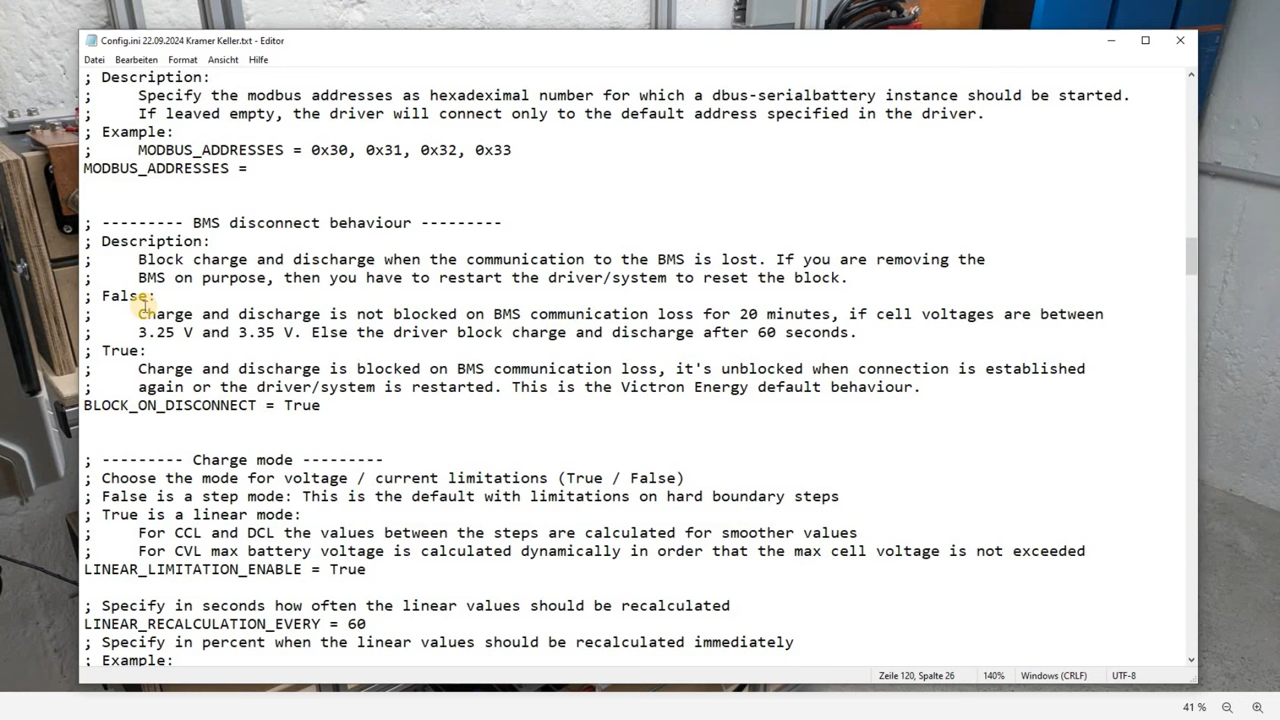 Config.ini 22.09.2024 Kramer Keller.txt - Editor
Datei Bearbeiten Format Ansicht Hilfe
; Description:
;     Specify the modbus addresses as hexadeximal number for which a dbus-serialbattery instance should be started.
;     If leaved empty, the driver will connect only to the default address specified in the driver.
; Example:
;     MODBUS_ADDRESSES = 0x30, 0x31, 0x32, 0x33
MODBUS_ADDRESSES =
; --------- BMS disconnect behaviour ---------
; Description:
;     Block charge and discharge when the communication to the BMS is lost. If you are removing the
;     BMS on purpose, then you have to restart the driver/system to reset the block.
; False:
;     Charge and discharge is not blocked on BMS communication loss for 20 minutes, if cell voltages are between
;     3.25 V and 3.35 V. Else the driver block charge and discharge after 60 seconds.
; True:
;     Charge and discharge is blocked on BMS communication loss, it's unblocked when connection is established
;     again or the driver/system is restarted. This is the Victron Energy default behaviour.
BLOCK_ON_DISCONNECT = True
; --------- Charge mode ---------
; Choose the mode for voltage / current limitations (True / False)
; False is a step mode: This is the default with limitations on hard boundary steps
; True is a linear mode:
;     For CCL and DCL the values between the steps are calculated for smoother values
;     For CVL max battery voltage is calculated dynamically in order that the max cell voltage is not exceeded
LINEAR_LIMITATION_ENABLE = True
; Specify in seconds how often the linear values should be recalculated
LINEAR_RECALCULATION_EVERY = 60
; Specify in percent when the linear values should be recalculated immediately
; Example:
Zeile 120, Spalte 26 140% Windows (CRLF) UTF-8
41 %